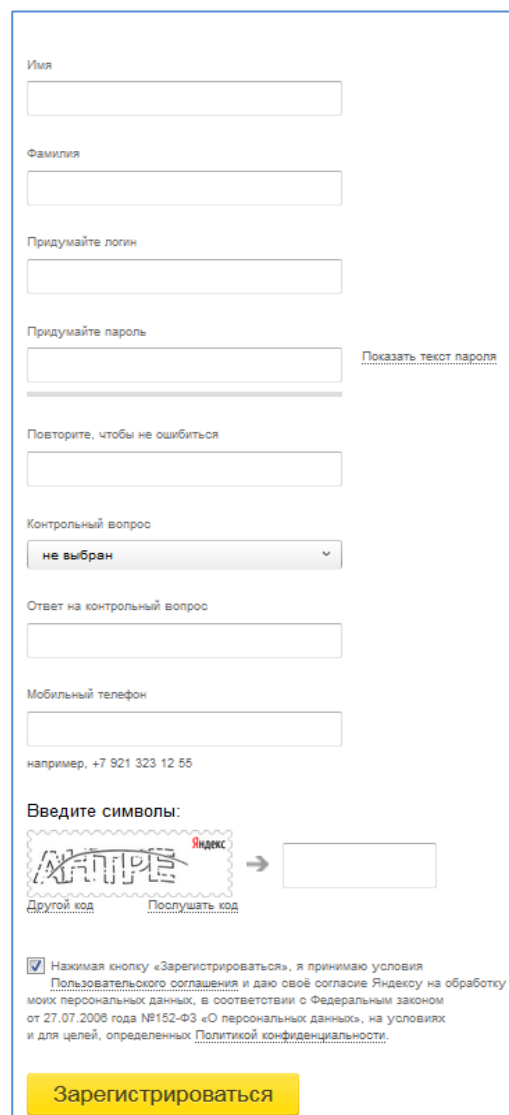 Имя
Фамилия
Придумайте логин
Придумайте пароль
Показать текст пароля
Повторите, чтобы не ошибиться
Контрольный вопрос
не выбран
Ответ на контрольный вопрос
Мобильный телефон
например, +7 921 323 12 55
Введите символы:
Яндекс
АНТРЕ
Другой код Послушать код
Нажимая кнопку «Зарегистрироваться», я принимаю условия
Пользовательского соглашения и даю своё согласие Яндексу на обработку
моих персональных данных, в соответствии с Федеральным законом
от 27.07.2006 года №152-ФЗ «О персональных данных», на условиях
и для целей, определенных Политикой конфиденциальности.
Зарегистрироваться